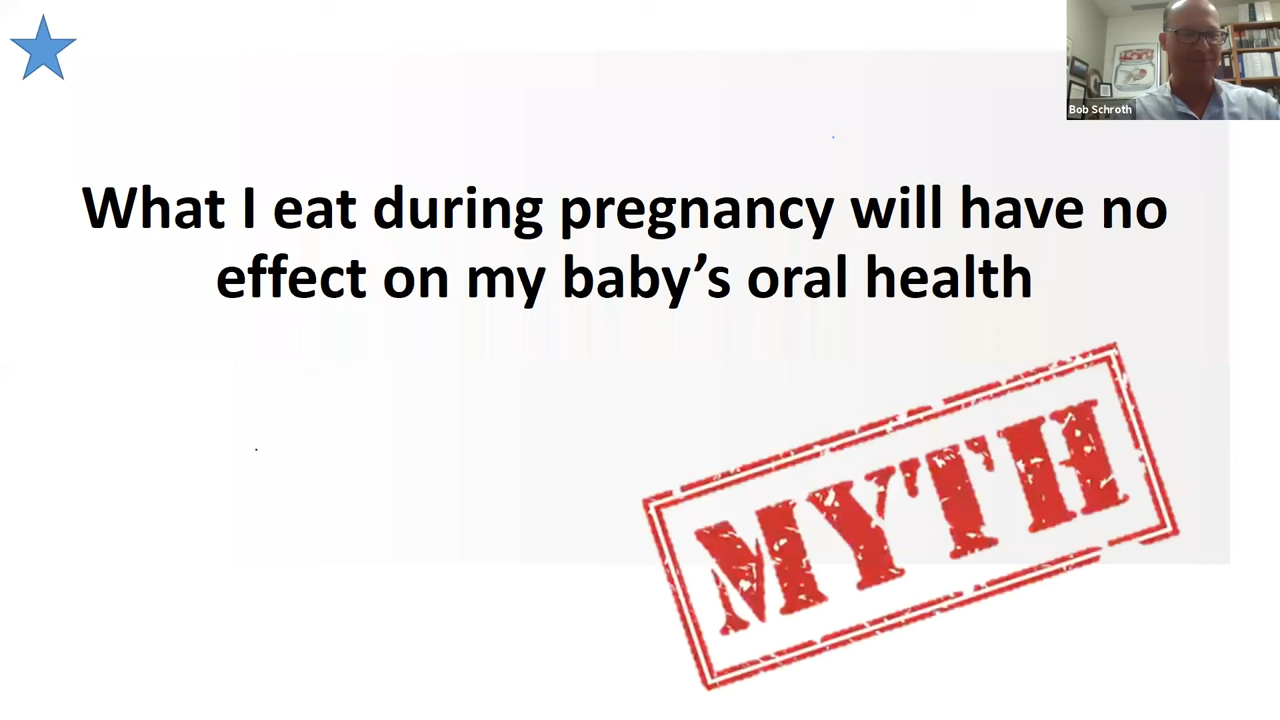 Bob Schroth
What I eat during pregnancy will have no
effect on my baby’s oral health
MYTH